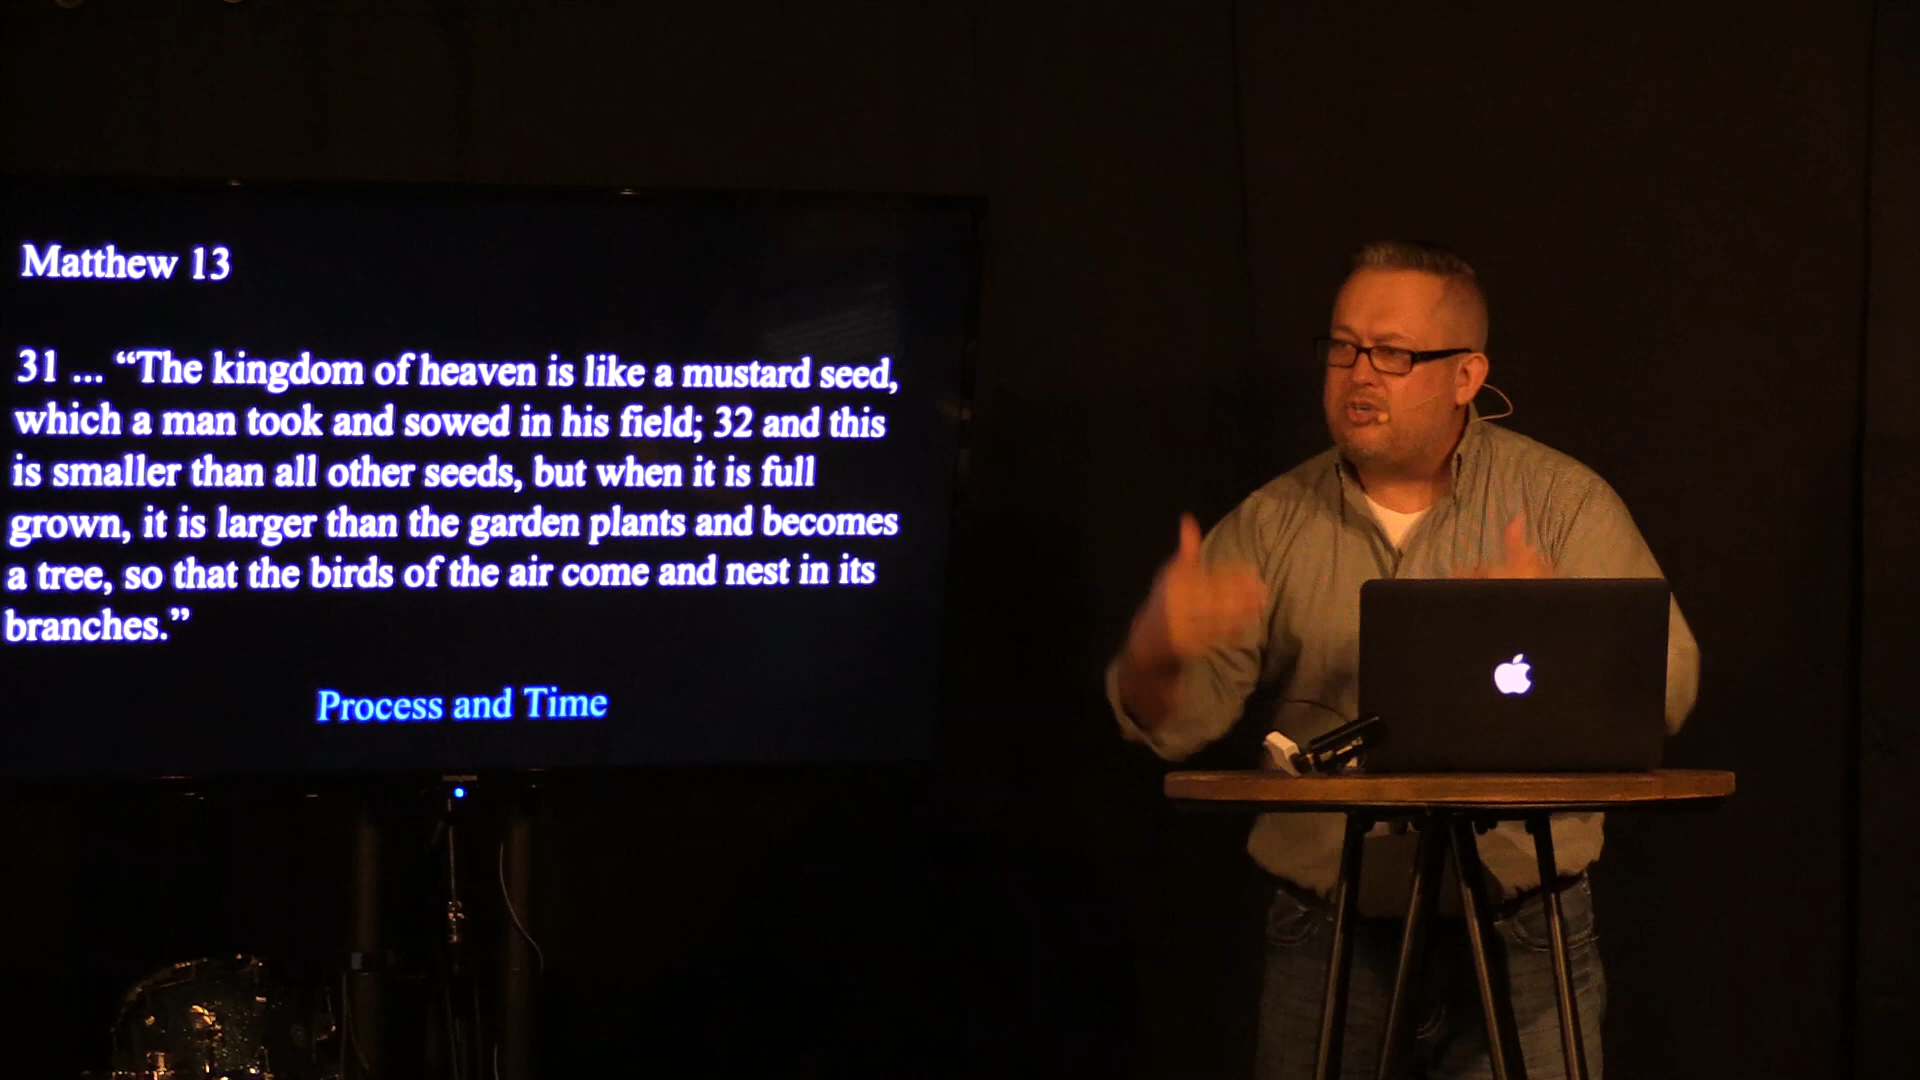 Matthew 13
31 ... “The kingdom of heaven is like a mustard seed,
which a man took and sowed in his field; 32 and this
is smaller than all other seeds, but when it is full
grown, it is larger than the garden plants and becomes
a tree, so that the birds of the air come and nest in its
branches.”
Process and Time